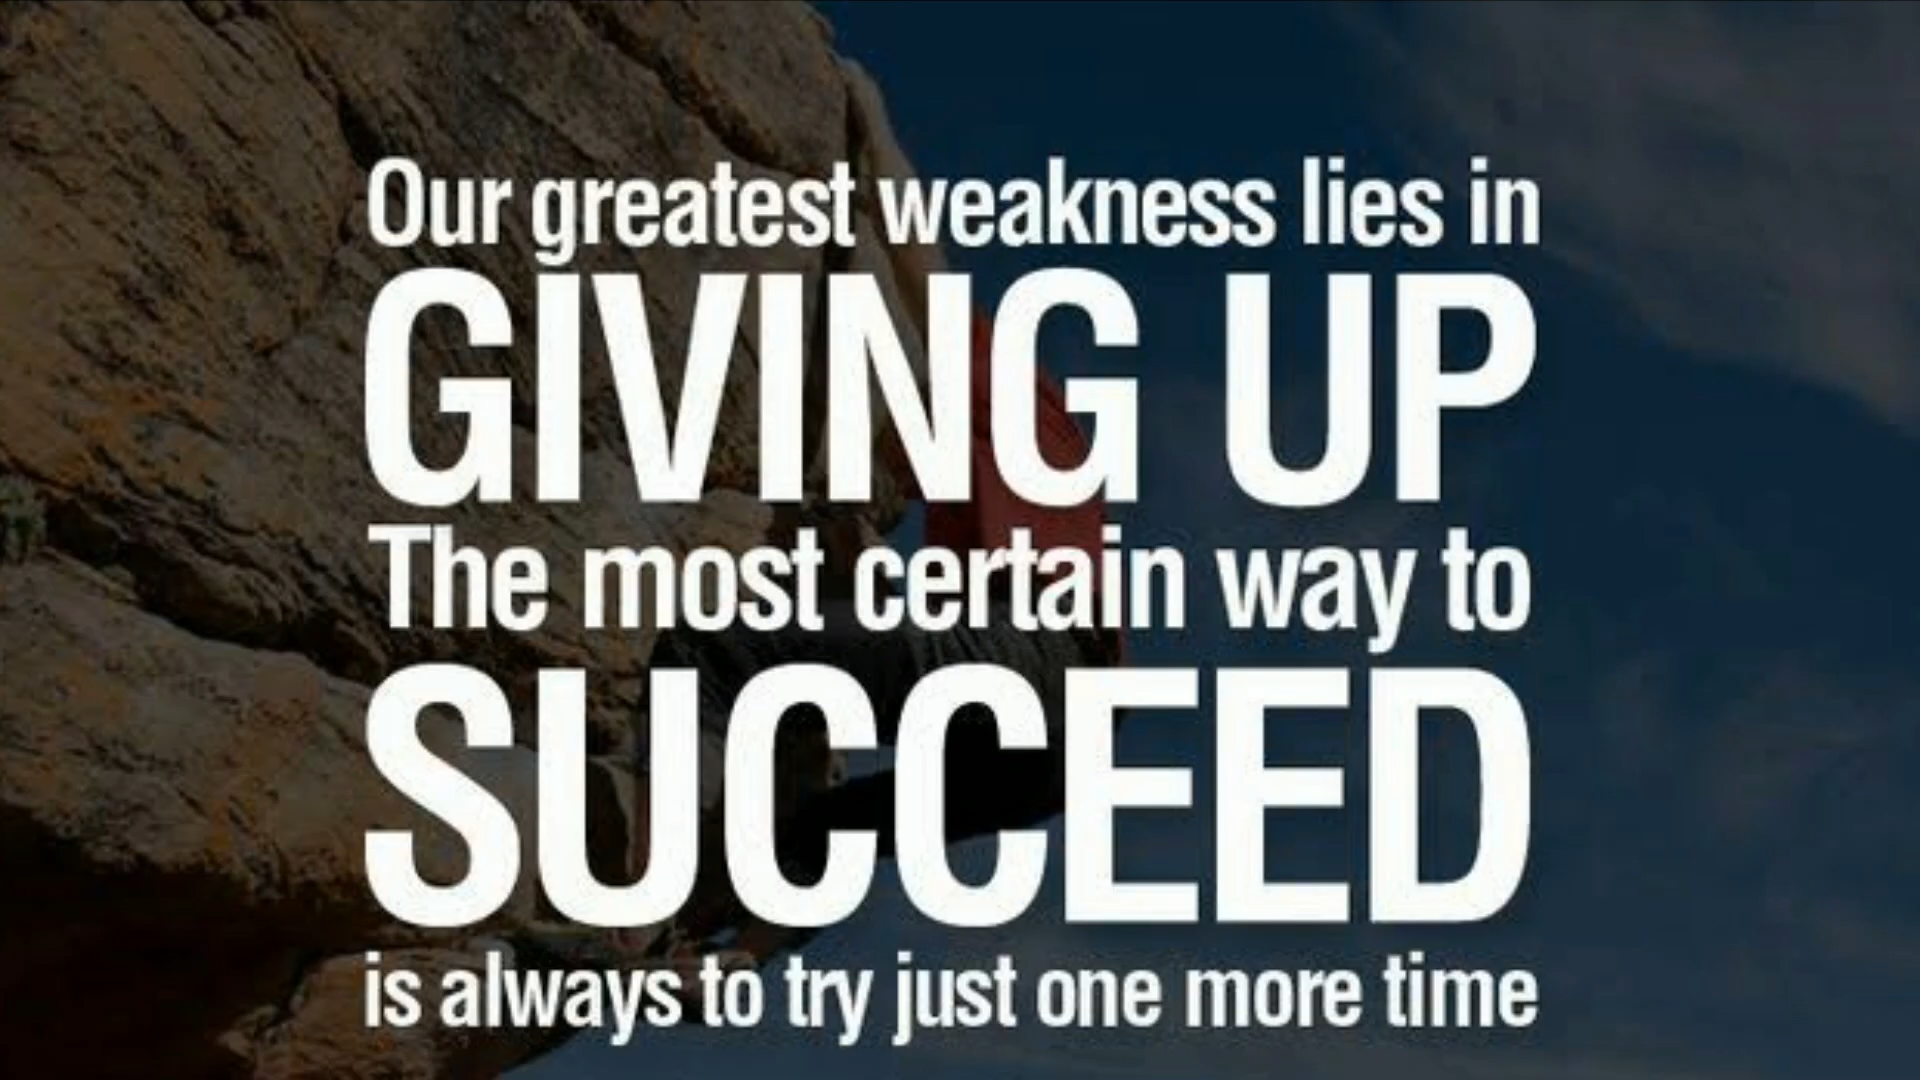 Our greatest weakness lies in
GIVING UP
The most certain way to
SUCCEED
is always to try just one more time